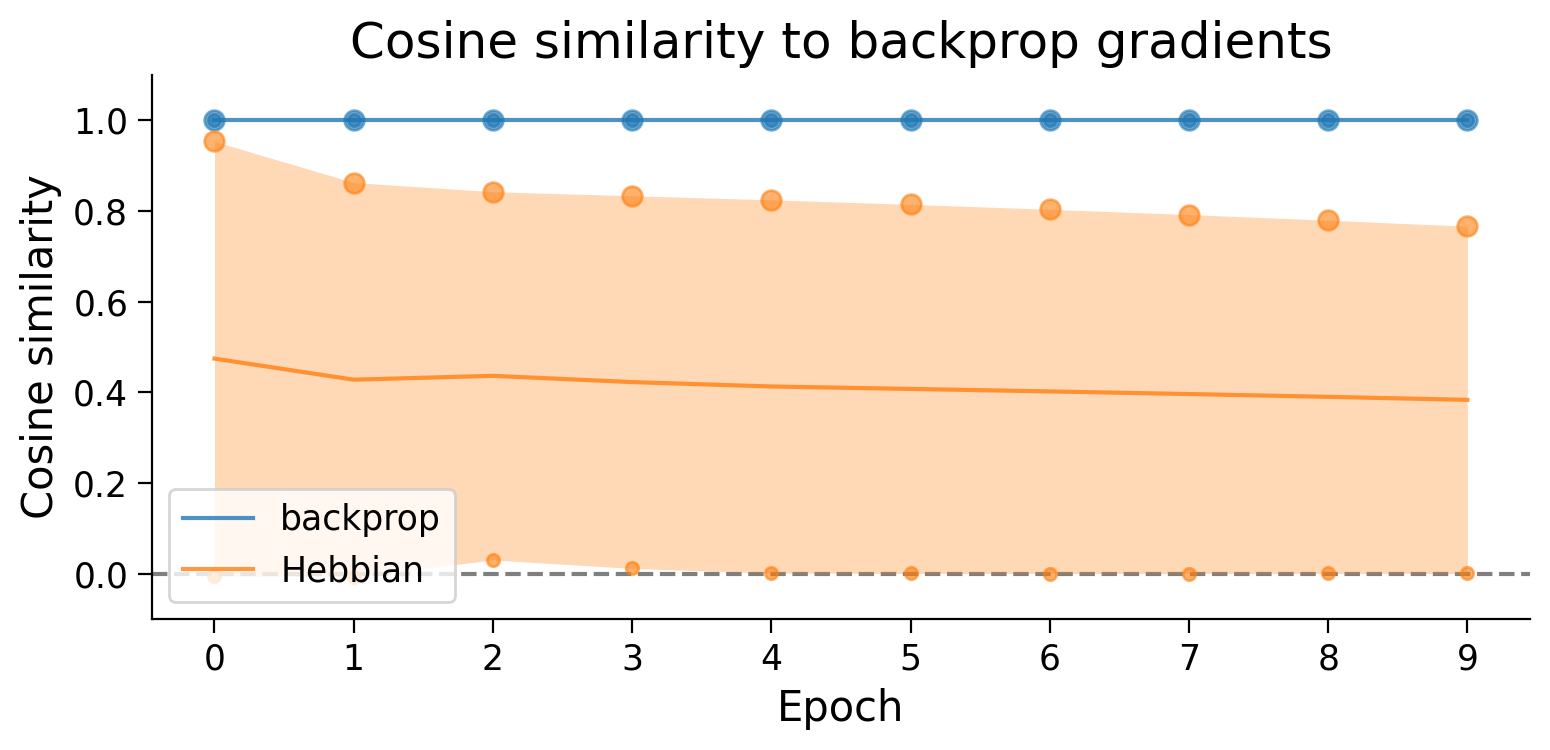 Cosine similarity to backprop gradients
Cosine similarity
1.0
0.8
0.6
0.4
0.2
0.0
backprop
Hebbian
0 1 2 3 4 5 6 7 8 9
Epoch